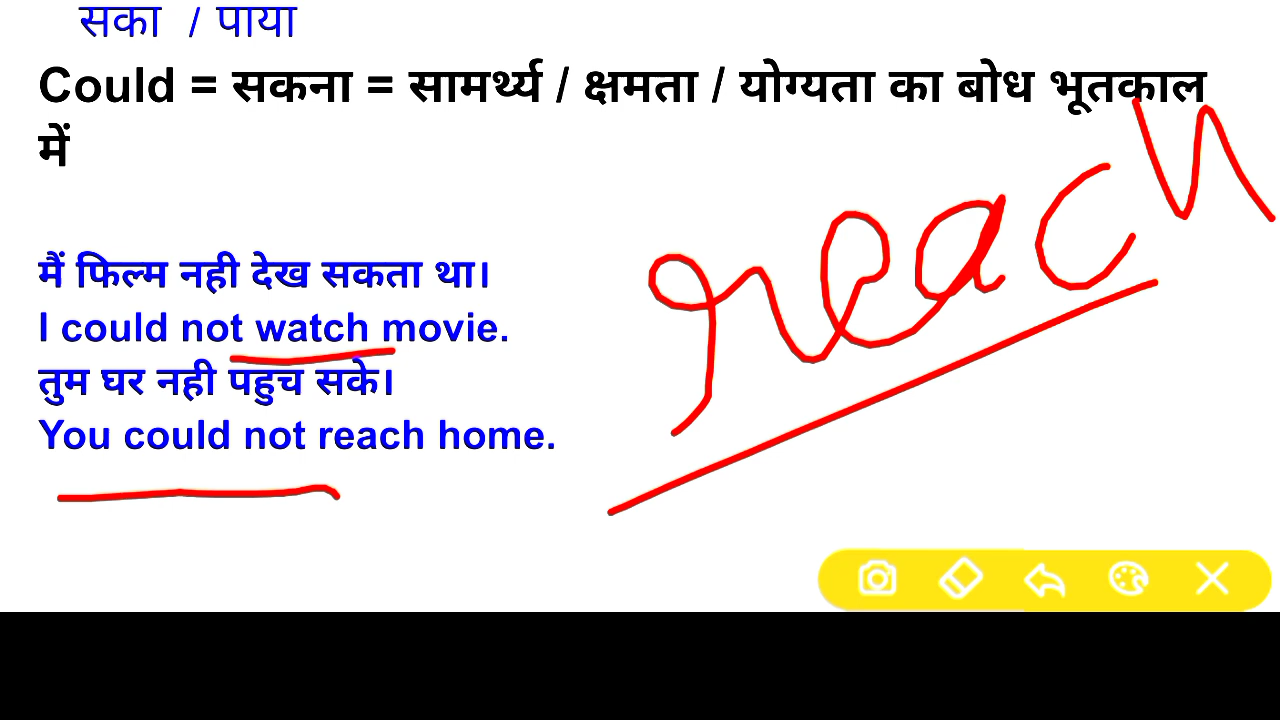 सका / पाया
Could = सकना = सामर्थ्य / क्षमता / योग्यता का बोध भूतकाल
में
मैं फिल्म नही देख सकता था।
I could not watch movie.
तुम घर नही पहुच सके।
You could not reach home.
reach